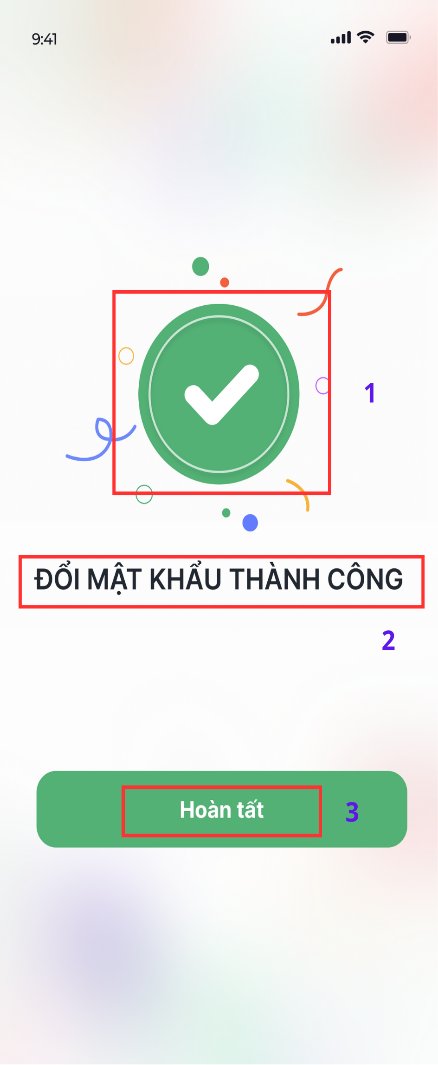 9:41
1
ĐỔI MẬT KHẨU THÀNH CÔNG
2
Hoàn tất
3